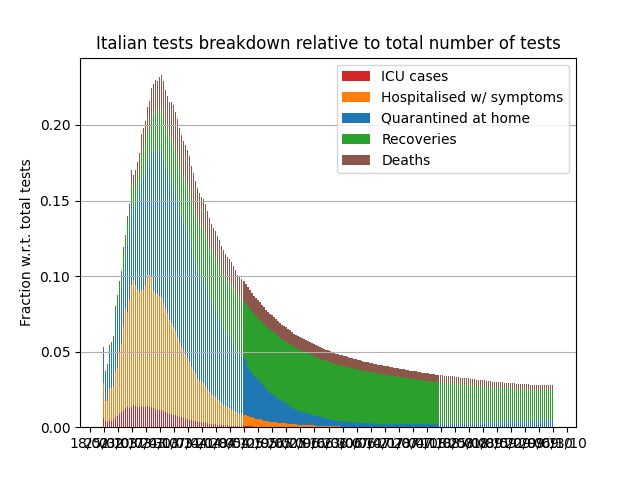 Italian tests breakdown relative to total number of tests
ICU cases
Hospitalised w/ symptoms
Quarantined at home
Recoveries
Deaths
Fraction w.r.t. total tests
0.20
0.15
0.10
0.05
0.00